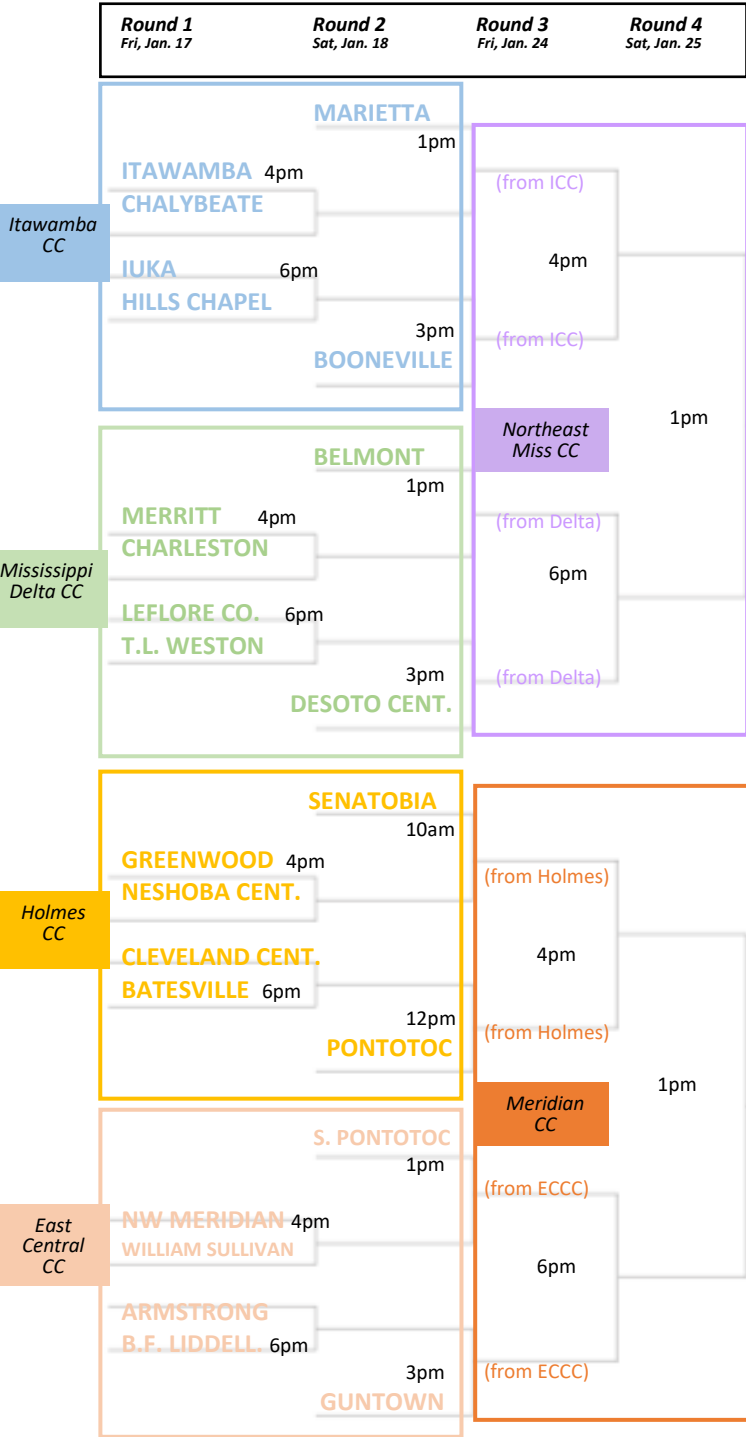 Round 1 Round 2 Round 3 Round 4
Fri, Jan. 17 Sat, Jan. 18 Fri, Jan. 24 Sat, Jan. 25
MARIETTA
1pm
ITAWAMBA 4pm
(from ICC)
CHALYBEATE
Itawamba
CC
4pm
IUKA 6pm
HILLS CHAPEL
3pm
(from ICC)
BOONEVILLE
1pm
Northeast
Miss CC
BELMONT
1pm
MERRITT 4pm
(from Delta)
CHARLESTON
Mississippi
Delta CC
6pm
LEFLORE CO. 6pm
T.L. WESTON
3pm
(from Delta)
DESOTO CENT.
SENATOBIA
10am
GREENWOOD 4pm
(from Holmes)
NESHOBA CENT.
Holmes
CC
CLEVELAND CENT.
4pm
BATESVILLE 6pm
12pm
(from Holmes)
PONTOTOC
1pm
Meridian
CC
S. PONTOTOC
1pm
(from ECCC)
NW MERIDIAN 4pm
WILLIAM SULLIVAN
East
Central
CC
6pm
ARMSTRONG
B.F. LIDDELL. 6pm
3pm
(from ECCC)
GUNTOWN